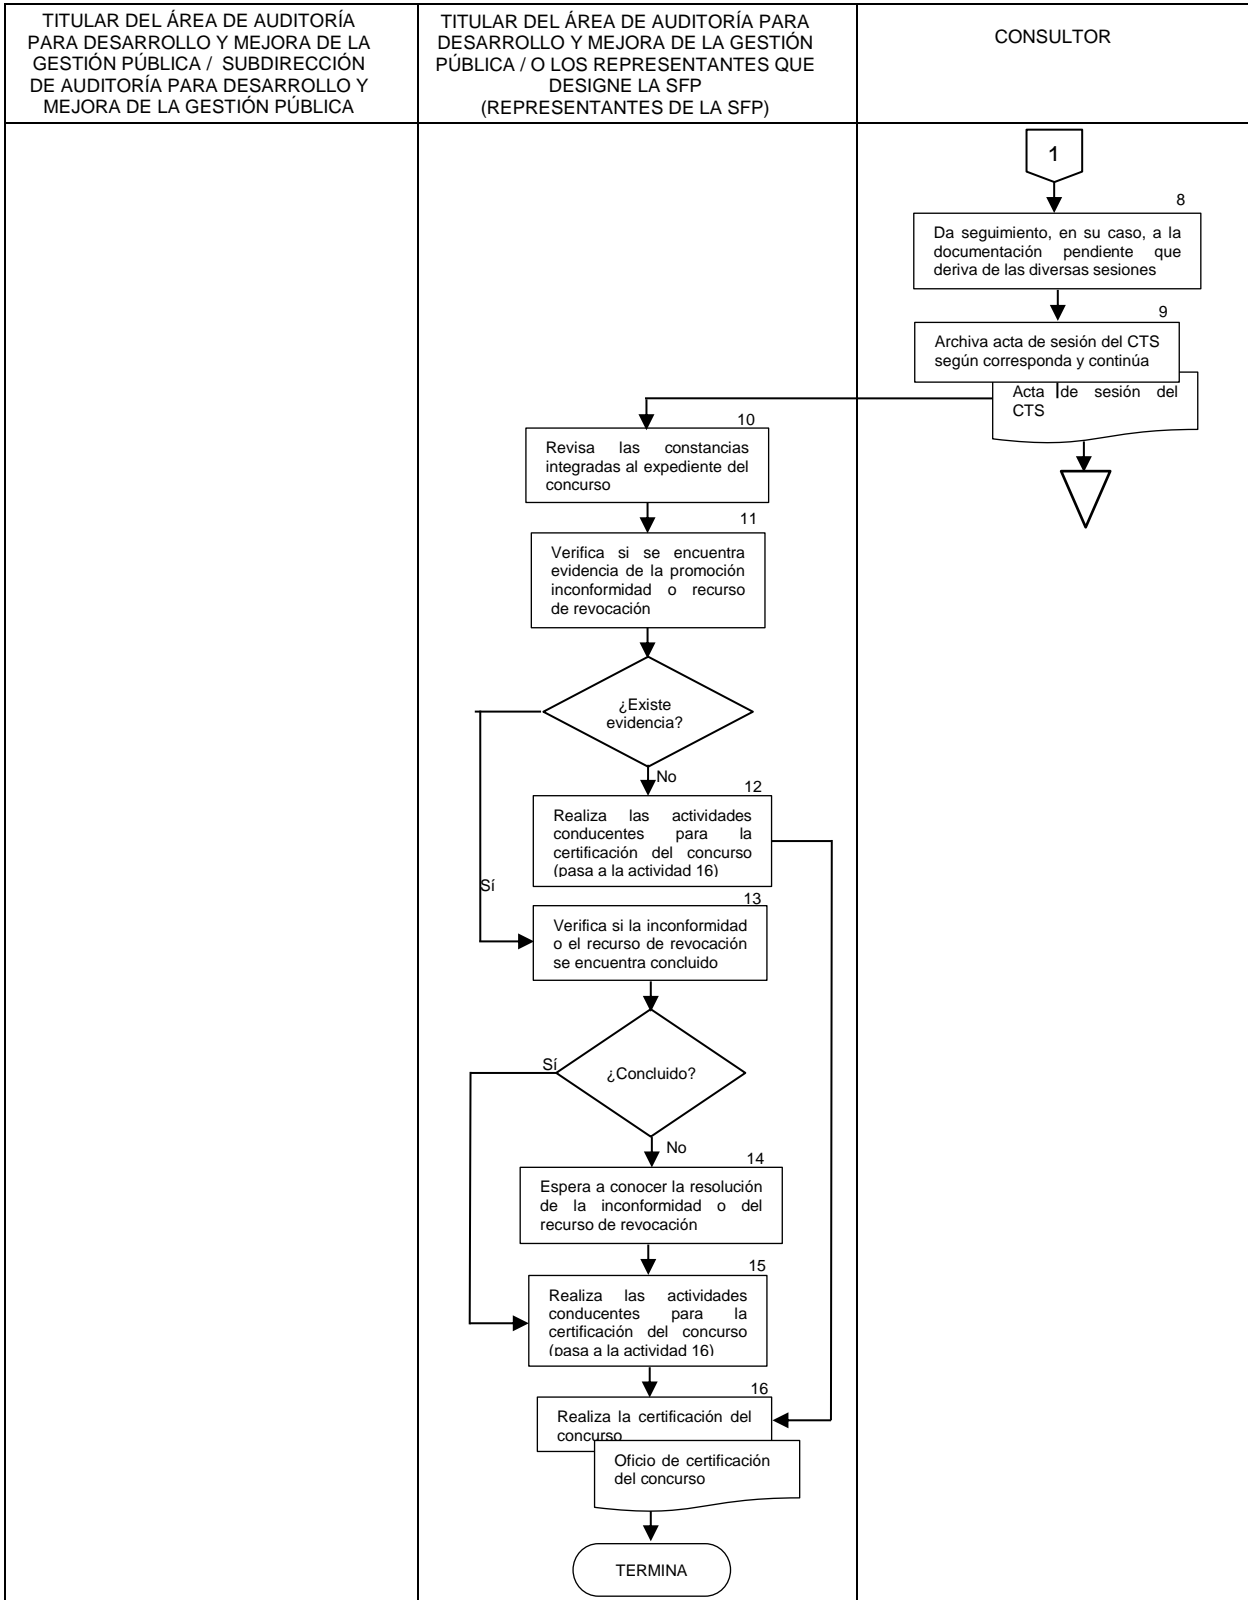 TITULAR DEL ÁREA DE AUDITORÍA
PARA DESARROLLO Y MEJORA DE LA
GESTIÓN PÚBLICA / SUBDIRECCIÓN
DE AUDITORÍA PARA DESARROLLO Y
MEJORA DE LA GESTIÓN PÚBLICA
TITULAR DEL ÁREA DE AUDITORÍA PARA
DESARROLLO Y MEJORA DE LA GESTIÓN
PÚBLICA / O LOS REPRESENTANTES QUE
DESIGNE LA SFP
(REPRESENTANTES DE LA SFP)
CONSULTOR
1
8
Da seguimiento, en su caso, a la
documentación pendiente que
deriva de las diversas sesiones
9
Archiva acta de sesión del CTS
según corresponda y continúa
Acta de sesión del
CTS
10
Revisa las constancias
integradas al expediente del
concurso
11
Verifica si se encuentra
evidencia de la promoción
inconformidad o recurso
de revocación
¿Existe
evidencia?
No
12
Realiza las actividades
conducentes para la
certificación del concurso
(pasa a la actividad 16)
Sí
13
Verifica si la inconformidad
o el recurso de revocación
se encuentra concluido
Sí
¿Concluido?
No
14
Espera a conocer la resolución
de la inconformidad o del
recurso de revocación
15
Realiza las actividades
conducentes para la
certificación del concurso
(pasa a la actividad 16)
16
Realiza la certificación del
concurso
Oficio de certificación
del concurso
TERMINA